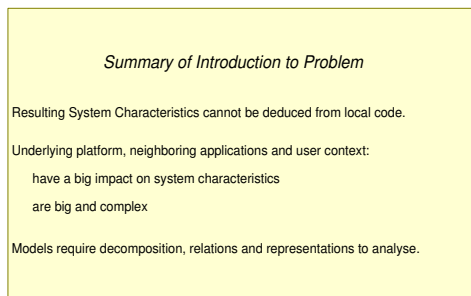 Summary of Introduction to Problem
Resulting System Characteristics cannot be deduced from local code.
Underlying platform, neighboring applications and user context:
have a big impact on system characteristics
are big and complex
Models require decomposition, relations and representations to analyse.